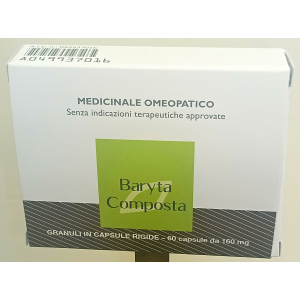 A049937016
MEDICINALE OMEOPATICO
Senza indicazioni terapeutiche approvate
Baryta
Composta
GRANULI IN CAPSULE RIGIDE – 60 capsule da 160 mg